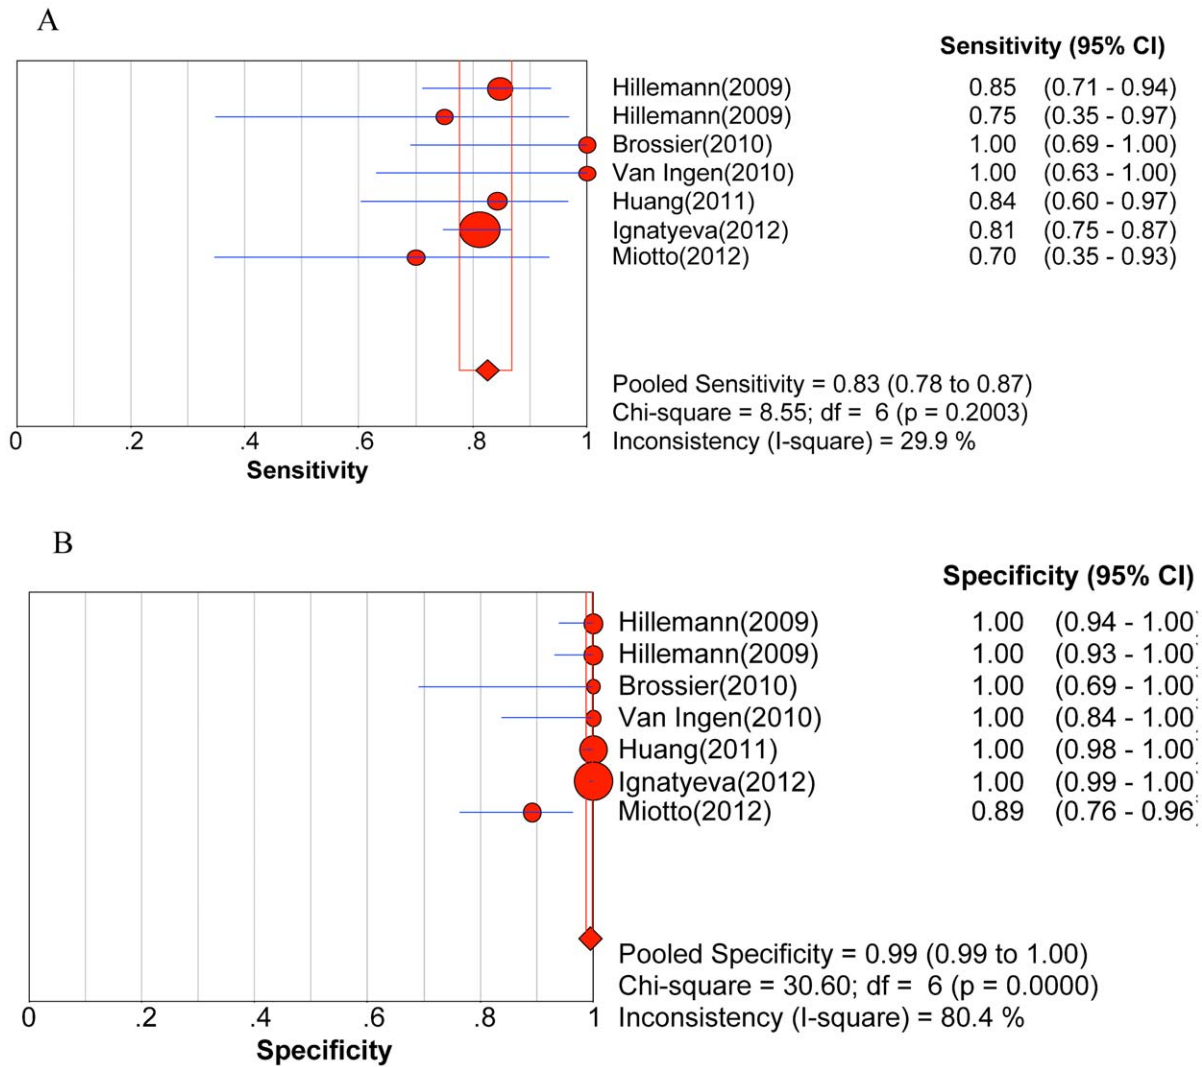 A
Sensitivity (95% CI)
Hillemann(2009) 0.85 (0.71 - 0.94)
Hillemann(2009) 0.75 (0.35 - 0.97)
Brossier(2010) 1.00 (0.69 - 1.00)
Van Ingen(2010) 1.00 (0.63 - 1.00)
Huang(2011) 0.84 (0.60 - 0.97)
Ignatyeva(2012) 0.81 (0.75 - 0.87)
Miotto(2012) 0.70 (0.35 - 0.93)
Pooled Sensitivity = 0.83 (0.78 to 0.87)
Chi-square = 8.55; df = 6 (p = 0.2003)
Inconsistency (I-square) = 29.9 %
0 .2 .4 .6 .8 1
Sensitivity
B
Specificity (95% CI)
Hillemann(2009) 1.00 (0.94 - 1.00
Hillemann(2009) 1.00 (0.93 - 1.00
Brossier(2010) 1.00 (0.69 - 1.00
Van Ingen(2010) 1.00 (0.84 - 1.00
Huang(2011) 1.00 (0.98 - 1.00
Ignatyeva(2012) 1.00 (0.99 - 1.00
Miotto(2012) 0.89 (0.76 - 0.96
Pooled Specificity = 0.99 (0.99 to 1.00)
Chi-square = 30.60; df = 6 (p = 0.0000)
Inconsistency (I-square) = 80.4 %
0 .2 .4 .6 .8 1
Specificity